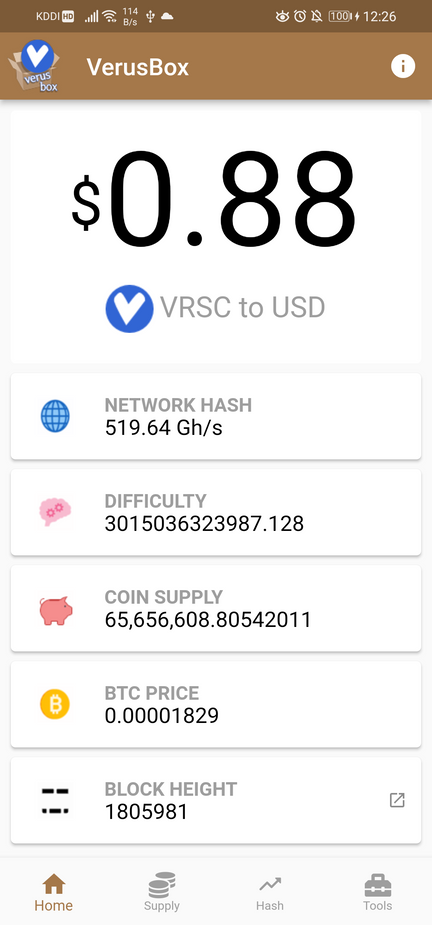 KDDI HD 114 B/s 100 12:26
verus box VerusBox i
$0.88
VRSC to USD
NETWORK HASH
519.64 Gh/s
DIFFICULTY
3015036323987.128
COIN SUPPLY
65,656,608.80542011
BTC PRICE
0.00001829
BLOCK HEIGHT
1805981
Home Supply Hash Tools